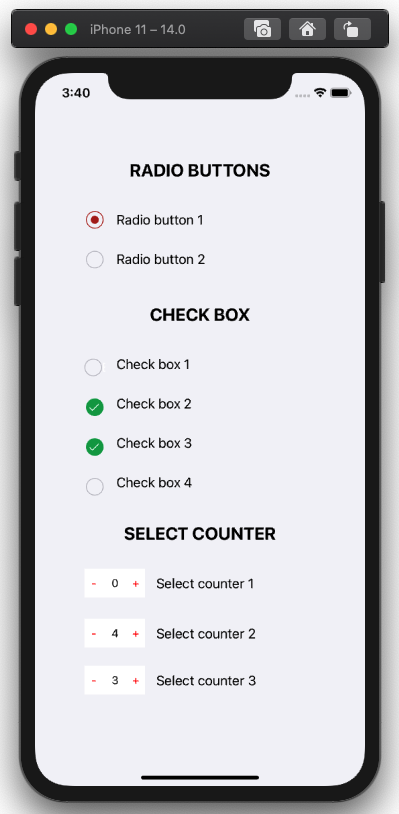 iPhone 11 – 14.0
3:40
RADIO BUTTONS
Radio button 1
Radio button 2
CHECK BOX
Check box 1
Check box 2
Check box 3
Check box 4
SELECT COUNTER
- 0 + Select counter 1
- 4 + Select counter 2
- 3 + Select counter 3